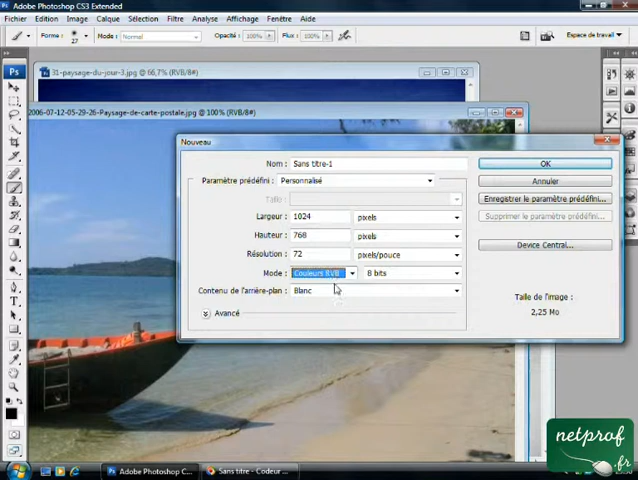 Adobe Photoshop CS3 Extended
Fichier Edition Image Calque Sélection Filtre Analyse Affichage Fenêtre Aide
Forme : 27 Mode : Normal Opacité : 100% Flux : 100% Espace de travail
Ps
31-paysage-du-jour-3.jpg @ 66,7% (RVB/8#)
2006-07-12-05-29-26-Paysage-de-carte-postale.jpg @ 100% (RVB/8#)
Nouveau
Nom : Sans titre-1
OK
Paramètre prédéfini : Personnalisé
Annuler
Taille :
Enregistrer le paramètre prédéfini...
Largeur : 1024 pixels
Supprimer le paramètre prédéfini...
Hauteur : 768 pixels
Résolution : 72 pixels/pouce
Device Central...
Mode : Couleurs RVB 8 bits
Contenu de l'arrière-plan : Blanc
Taille de l'image :
Avancé
2,25 Mo
netprof
.fr
Adobe Photoshop C... Sans titre - Codeur ...